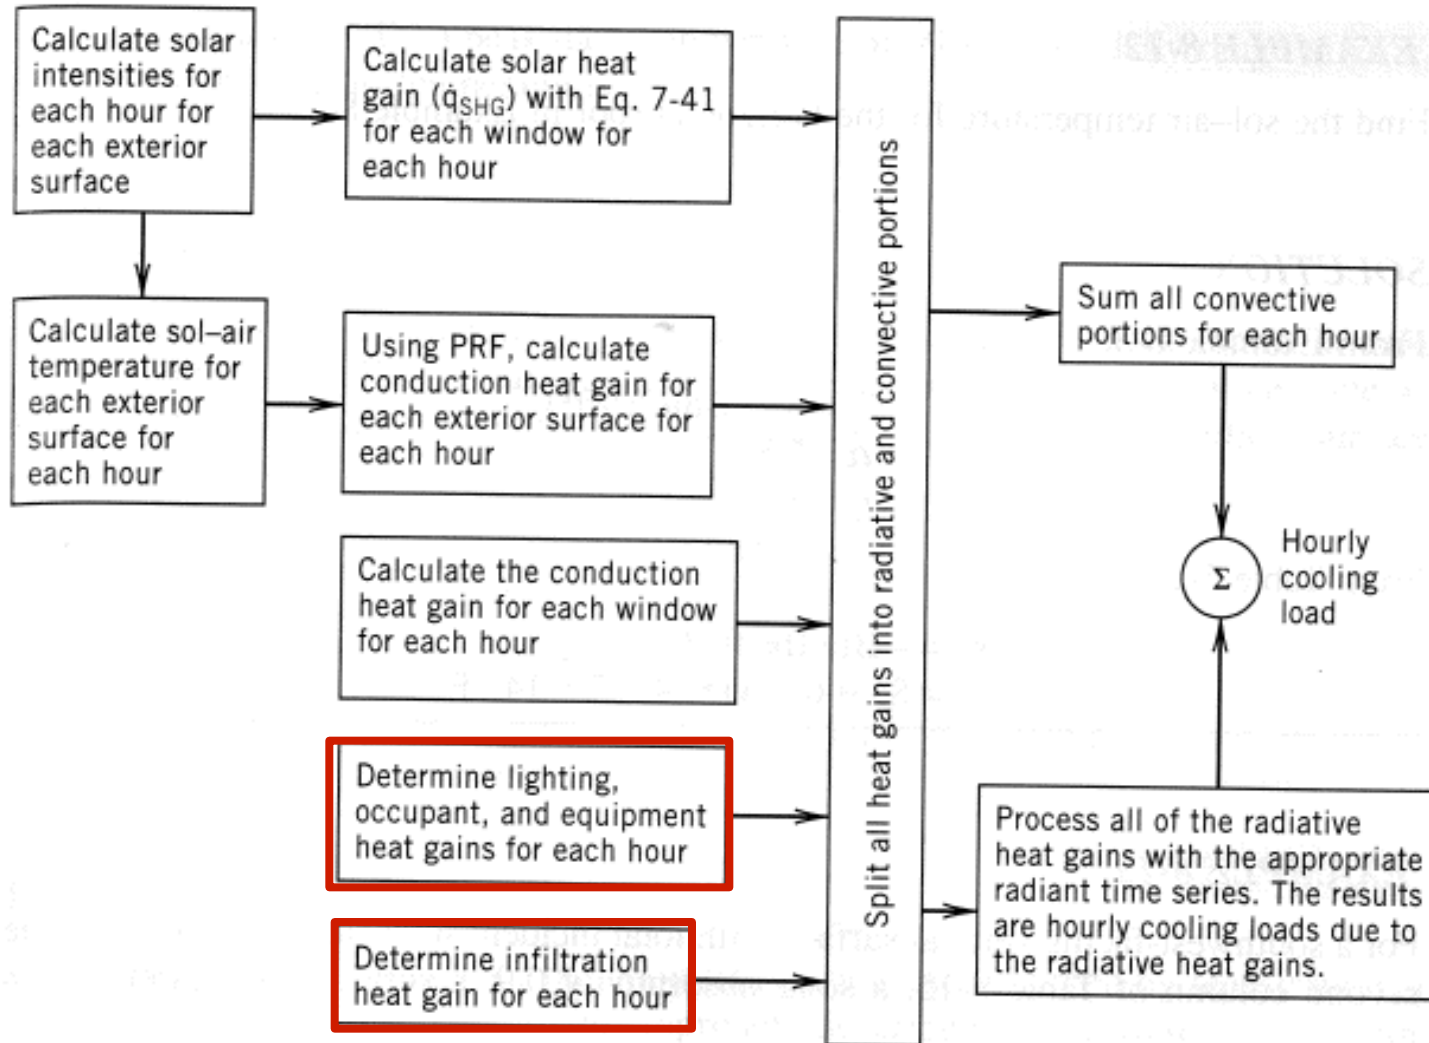 Calculate solar
intensities for
each hour for
each exterior
surface
Calculate solar heat
gain (q̇SHG) with Eq. 7-41
for each window for
each hour
Calculate sol–air
temperature for
each exterior
surface for
each hour
Using PRF, calculate
conduction heat gain for
each exterior surface for
each hour
Calculate the conduction
heat gain for each window
for each hour
Determine lighting,
occupant, and equipment
heat gains for each hour
Determine infiltration
heat gain for each hour
Split all heat gains into radiative and convective portions
Sum all convective
portions for each hour
Σ
Hourly
cooling
load
Process all of the radiative
heat gains with the appropriate
radiant time series. The results
are hourly cooling loads due to
the radiative heat gains.